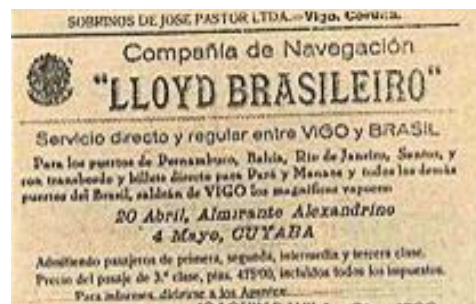 SOBRINOS DE JOSE PASTOR LTDA.—Vigo. Coruña.
Compañía de Navegación
"LLOYD BRASILEIRO"
Servicio directo y regular entre VIGO y BRASIL
Para los puertos de Pernambuco, Bahia, Rio de Janeiro, Santos, y
con transbordo y billete directo para Pará y Manaos y todos los demás
puertos del Brasil, saldrán de VIGO los magníficos vapores
20 Abril, Almirante Alexandrino
4 Mayo, CUYABA
Admitiendo pasajeros de primera, segunda, intermedia y tercera clase.
Precio del pasaje de 3.ª clase, ptas. 475'00, incluidos todos los impuestos.
Para informes, dirigirse a los Agentes